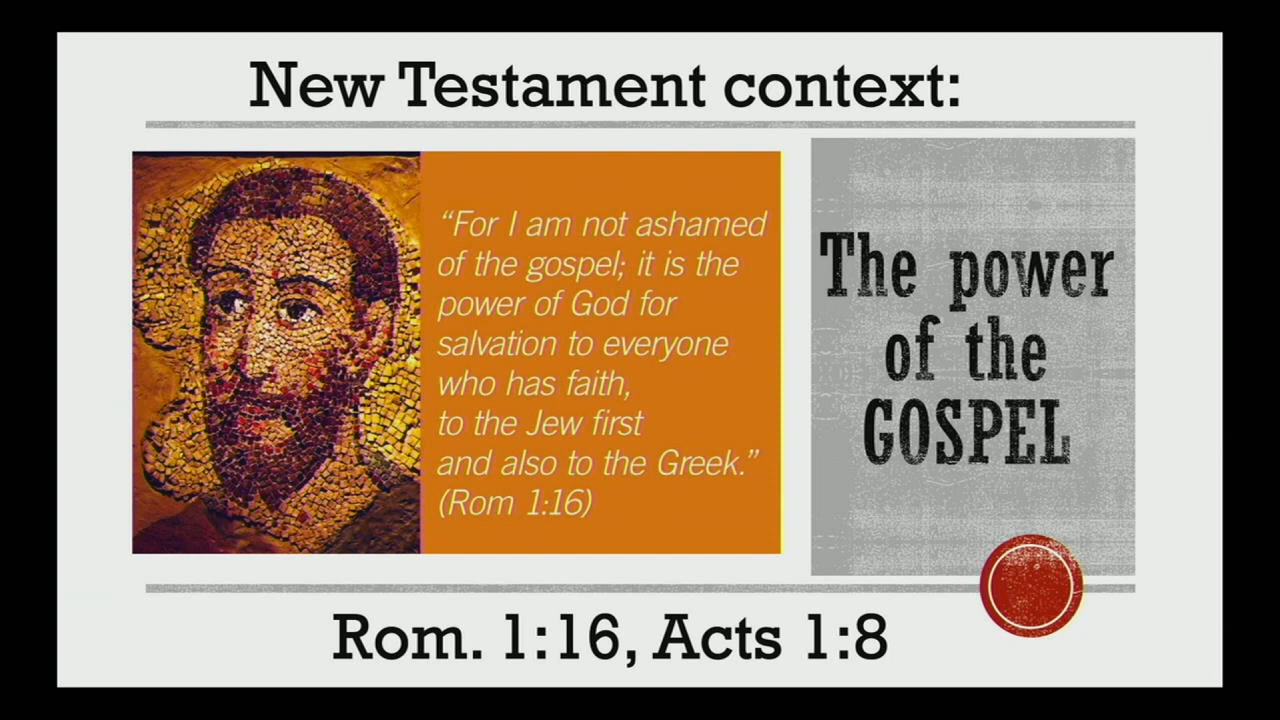 New Testament context:
“For I am not ashamed
of the gospel; it is the
power of God for
salvation to everyone
who has faith,
to the Jew first
and also to the Greek.”
(Rom 1:16)
The power
of the
GOSPEL
Rom. 1:16, Acts 1:8